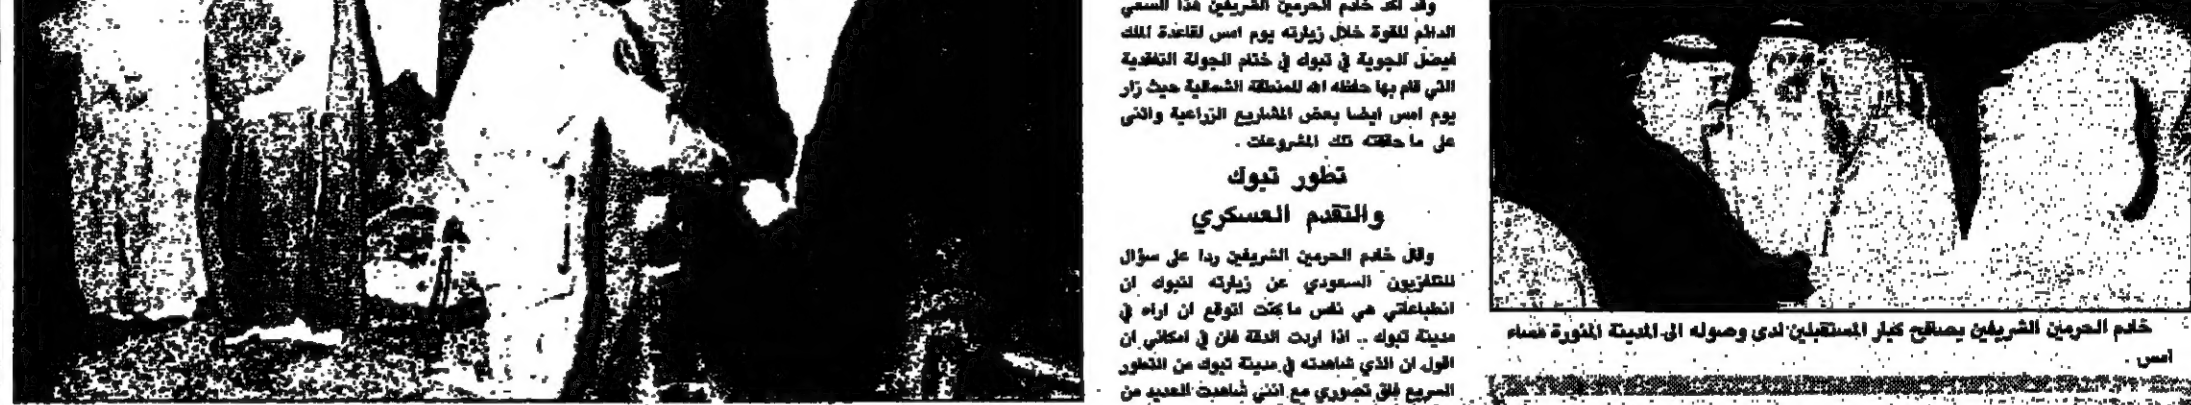 وقد اكد خادم الحرمين الشريفين هذا السعي
الدائم للقوة خلال زيارته يوم امس لقاعدة الملك
فيصل الجوية في تبوك في ختام الجولة التفقدية
التي قام بها حفظه الله للمنطقة الشمالية حيث زار
يوم امس ايضا بعض المشاريع الزراعية واثنى
على ما حققته تلك المشروعات .
تطور تبوك
والتقدم العسكري
وقال خادم الحرمين الشريفين ردا على سؤال
للتلفزيون السعودي عن زيارته لتبوك ان
انطباعاتي هي نفس ما كنت اتوقع ان اراه في
مدينة تبوك .. اذا اردت الدقة فان في امكاني ان
اقول ان الذي شاهدته في مدينة تبوك من التطور
السريع فاق تصوري مع انني شاهدت العديد من
خادم الحرمين الشريفين يصافح كبار المستقبلين لدى وصوله الى المدينة المنورة مساء
امس .